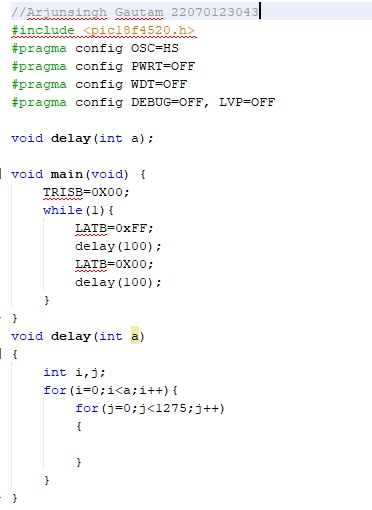 //Arjunsingh Gautam 22070123043
#include <pic18f4520.h>
#pragma config OSC=HS
#pragma config PWRT=OFF
#pragma config WDT=OFF
#pragma config DEBUG=OFF, LVP=OFF
void delay(int a);
void main(void) {
TRISB=0X00;
while(1){
LATB=0xFF;
delay(100);
LATB=0X00;
delay(100);
}
}
void delay(int a)
{
int i,j;
for(i=0;i<a;i++){
for(j=0;j<1275;j++)
{
}
}
}